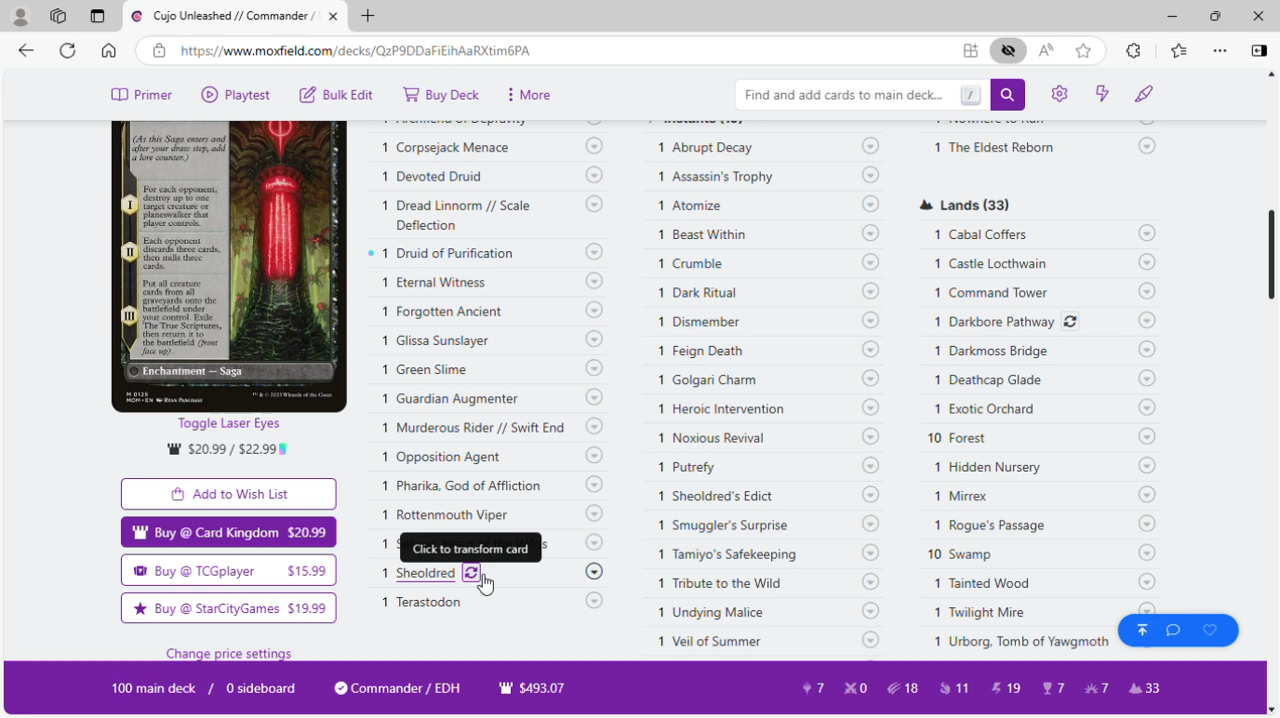 Cujo Unleashed // Commander /
https://www.moxfield.com/decks/QzP9DDaFiEihAaRXtim6PA
Primer
Playtest
Bulk Edit
Buy Deck
More
Find and add cards to main deck...
/
(As this Saga enters and
after your draw step, add
a lore counter.)
I
For each opponent,
destroy up to one
target creature or
planeswalker that
player controls.
II
Each opponent
discards three cards,
then mills three
cards.
III
Put all creature
cards from all
graveyards onto the
battlefield under
your control. Exile
The True Scriptures,
then return it to
the battlefield (front
face up).
Enchantment — Saga
M 0125
MOM • EN RYAN PANCOAST
Toggle Laser Eyes
$20.99 / $22.99
Add to Wish List
Buy @ Card Kingdom $20.99
Buy @ TCGplayer $15.99
Buy @ StarCityGames $19.99
Change price settings
1 Archfiend of Depravity
1 Corpsejack Menace
1 Devoted Druid
1 Dread Linnorm // Scale
Deflection
1 Druid of Purification
1 Eternal Witness
1 Forgotten Ancient
1 Glissa Sunslayer
1 Green Slime
1 Guardian Augmenter
1 Murderous Rider // Swift End
1 Opposition Agent
1 Pharika, God of Affliction
1 Rottenmouth Viper
1
Click to transform card
1 Sheoldred
1 Terastodon
1 Abrupt Decay
1 Assassin's Trophy
1 Atomize
1 Beast Within
1 Crumble
1 Dark Ritual
1 Dismember
1 Feign Death
1 Golgari Charm
1 Heroic Intervention
1 Noxious Revival
1 Putrefy
1 Sheoldred's Edict
1 Smuggler's Surprise
1 Tamiyo's Safekeeping
1 Tribute to the Wild
1 Undying Malice
1 Veil of Summer
1 Nowhere to Run
1 The Eldest Reborn
Lands (33)
1 Cabal Coffers
1 Castle Locthwain
1 Command Tower
1 Darkbore Pathway
1 Darkmoss Bridge
1 Deathcap Glade
1 Exotic Orchard
10 Forest
1 Hidden Nursery
1 Mirrex
1 Rogue's Passage
10 Swamp
1 Tainted Wood
1 Twilight Mire
1 Urborg, Tomb of Yawgmoth
100 main deck / 0 sideboard
Commander / EDH
$493.07
7 0 18 11 19 7 7 33